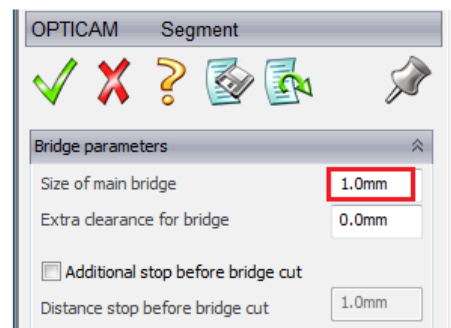 OPTICAM Segment
Bridge parameters
Size of main bridge 1.0mm
Extra clearance for bridge 0.0mm
Additional stop before bridge cut
Distance stop before bridge cut 1.0mm